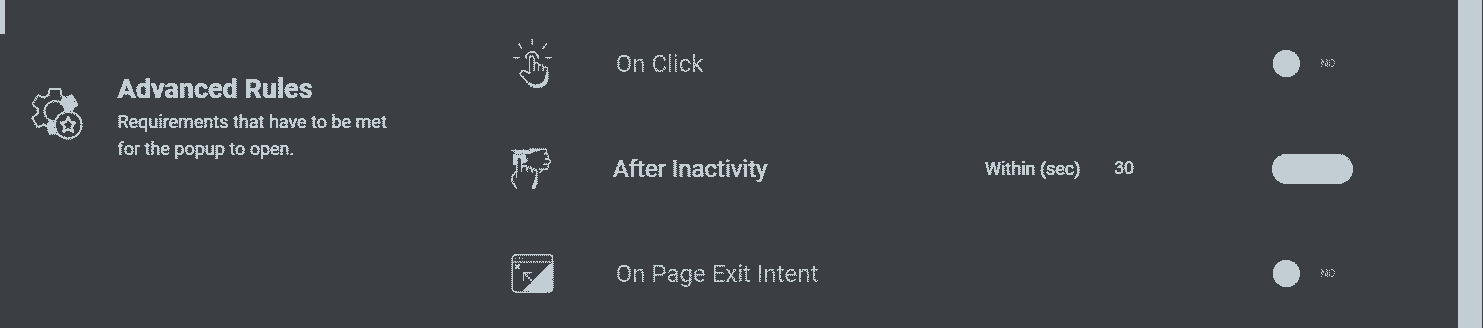 On Click
NO
Advanced Rules
Requirements that have to be met
for the popup to open.
After Inactivity
Within (sec) 30
On Page Exit Intent
NO